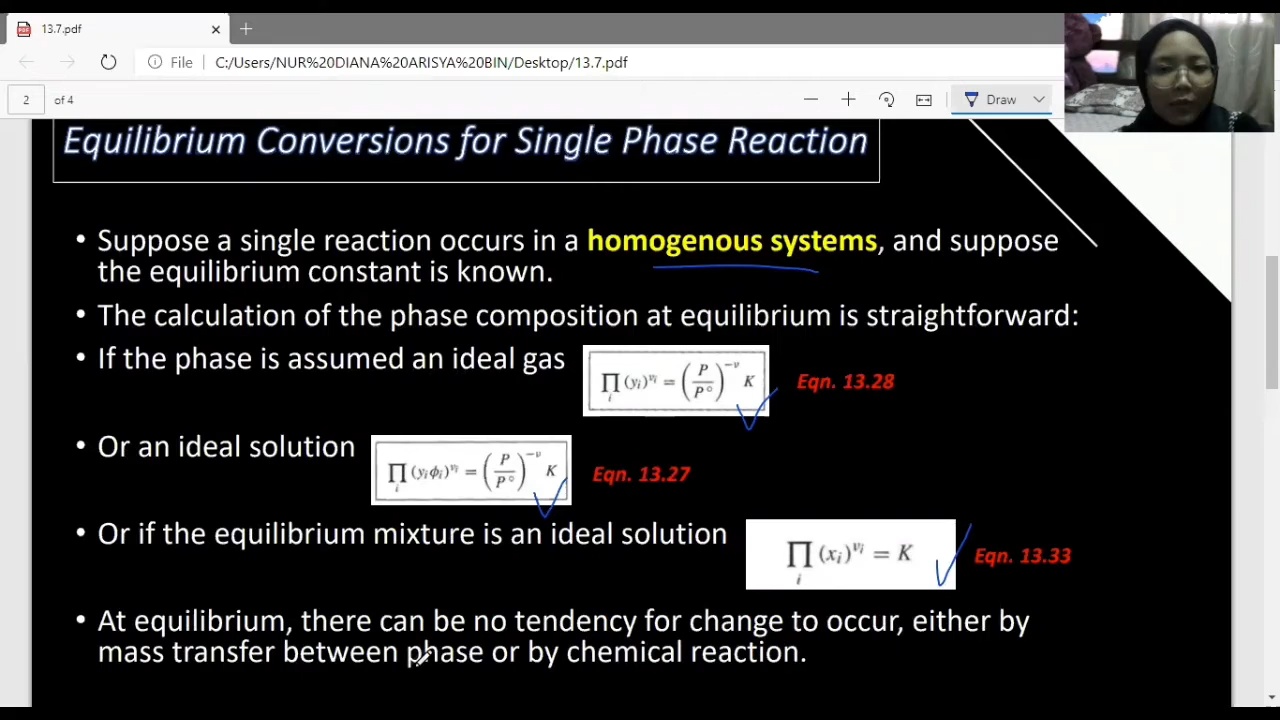 13.7.pdf
File C:/Users/NUR%20DIANA%20ARISYA%20BIN/Desktop/13.7.pdf
2 of 4 Draw
Equilibrium Conversions for Single Phase Reaction
• Suppose a single reaction occurs in a homogenous systems, and suppose
the equilibrium constant is known.
• The calculation of the phase composition at equilibrium is straightforward:
• If the phase is assumed an ideal gas ∏i (yi)^νi = (P/P°)^−ν K Eqn. 13.28
• Or an ideal solution ∏i (yiϕi)^νi = (P/P°)^−ν K Eqn. 13.27
• Or if the equilibrium mixture is an ideal solution ∏i (xi)^νi = K Eqn. 13.33
• At equilibrium, there can be no tendency for change to occur, either by
mass transfer between phase or by chemical reaction.